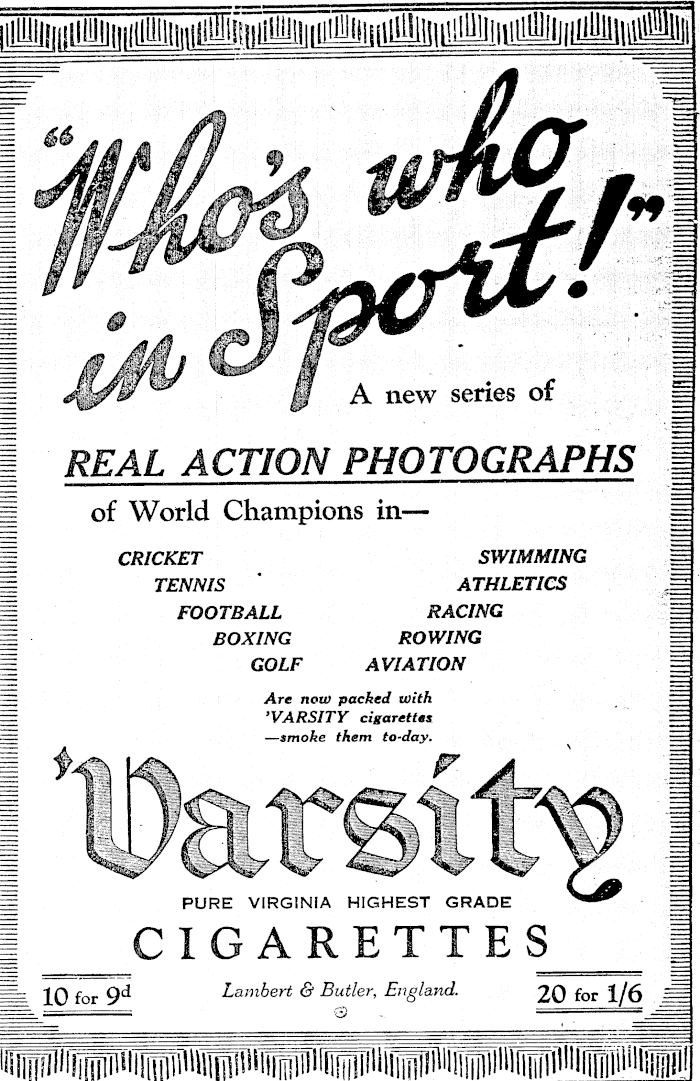 "Who's who
in Sport!"
A new series of
REAL ACTION PHOTOGRAPHS
of World Champions in—
CRICKET SWIMMING
TENNIS ATHLETICS
FOOTBALL RACING
BOXING ROWING
GOLF AVIATION
Are now packed with
'VARSITY cigarettes
—smoke them to-day.
'Varsity
PURE VIRGINIA HIGHEST GRADE
CIGARETTES
10 for 9d Lambert & Butler, England. 20 for 1/6